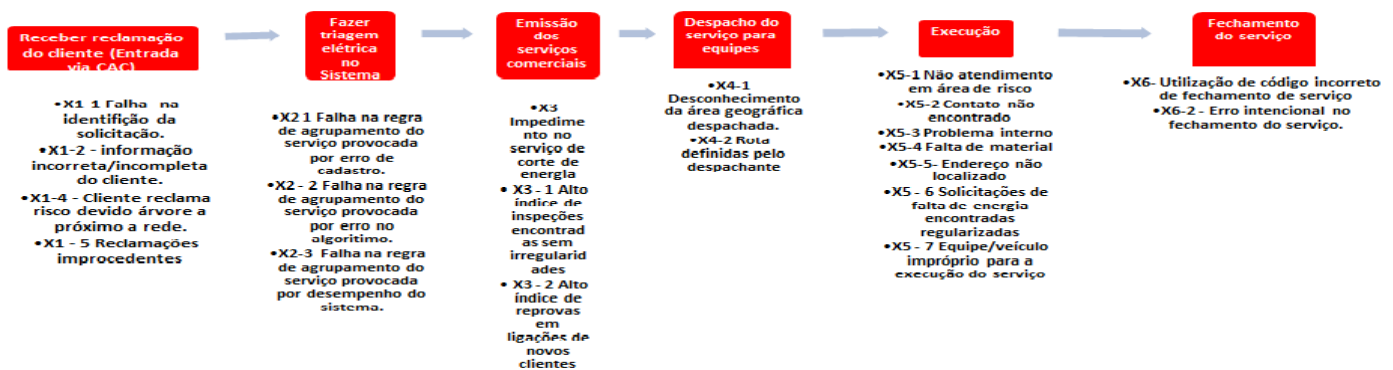 Receber reclamação
do cliente (Entrada
via CAC)
•X1 1 Falha na
identifição da
solicitação.
•X1-2 - informação
incorreta/incompleta
do cliente.
•X1-4 - Cliente reclama
risco devido árvore a
próximo a rede.
•X1 - 5 Reclamações
improcedentes
Fazer
triagem
elétrica
no
Sistema
•X2 1 Falha na regra
de agrupamento do
serviço provocada
por erro de
cadastro.
•X2 - 2 Falha na regra
de agrupamento do
serviço provocada
por erro no
algoritimo.
•X2-3 Falha na regra
de agrupamento do
serviço provocada
por desempenho do
sistema.
Emissão
dos
serviços
comerciais
•X3
Impedime
nto no
serviço de
corte de
energia
• X3 - 1 Alto
índice de
inspeções
encontrad
as sem
irregularid
ades
• X3 - 2 Alto
índice de
reprovas
em
ligações de
novos
clientes
Despacho do
serviço para
equipes
•X4-1
Desconhecimento
da área geográfica
despachada.
•X4-2 Rota
definidas pelo
despachante
Execução
•X5-1 Não atendimento
em área de risco
•X5-2 Contato não
encontrado
•X5-3 Problema interno
•X5-4 Falta de material
•X5-5- Endereço não
localizado
•X5 - 6 Solicitações de
falta de energia
encontradas
regularizadas
•X5 - 7 Equipe/veículo
impróprio para a
execução do serviço
Fechamento
do serviço
•X6- Utilização de código incorreto
de fechamento de serviço
•X6-2 - Erro intencional no
fechamento do serviço.